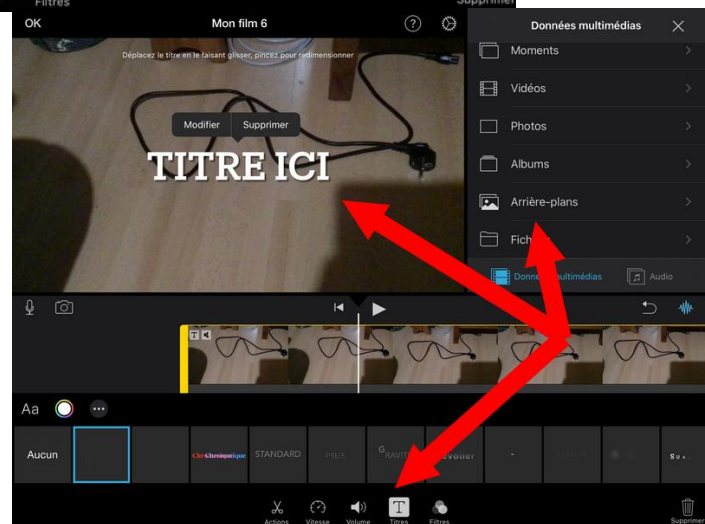 Filtres
Supprimer
OK
Mon film 6
?
Données multimédias
Déplacez le titre en le faisant glisser, pincez pour redimensionner
Modifier
Supprimer
TITRE ICI
Moments
Vidéos
Photos
Albums
Arrière-plans
Audio
T
Aa
Aucun
STANDARD
T
Actions
Vitesse
Volume
Titres
Filtres
Supprimer